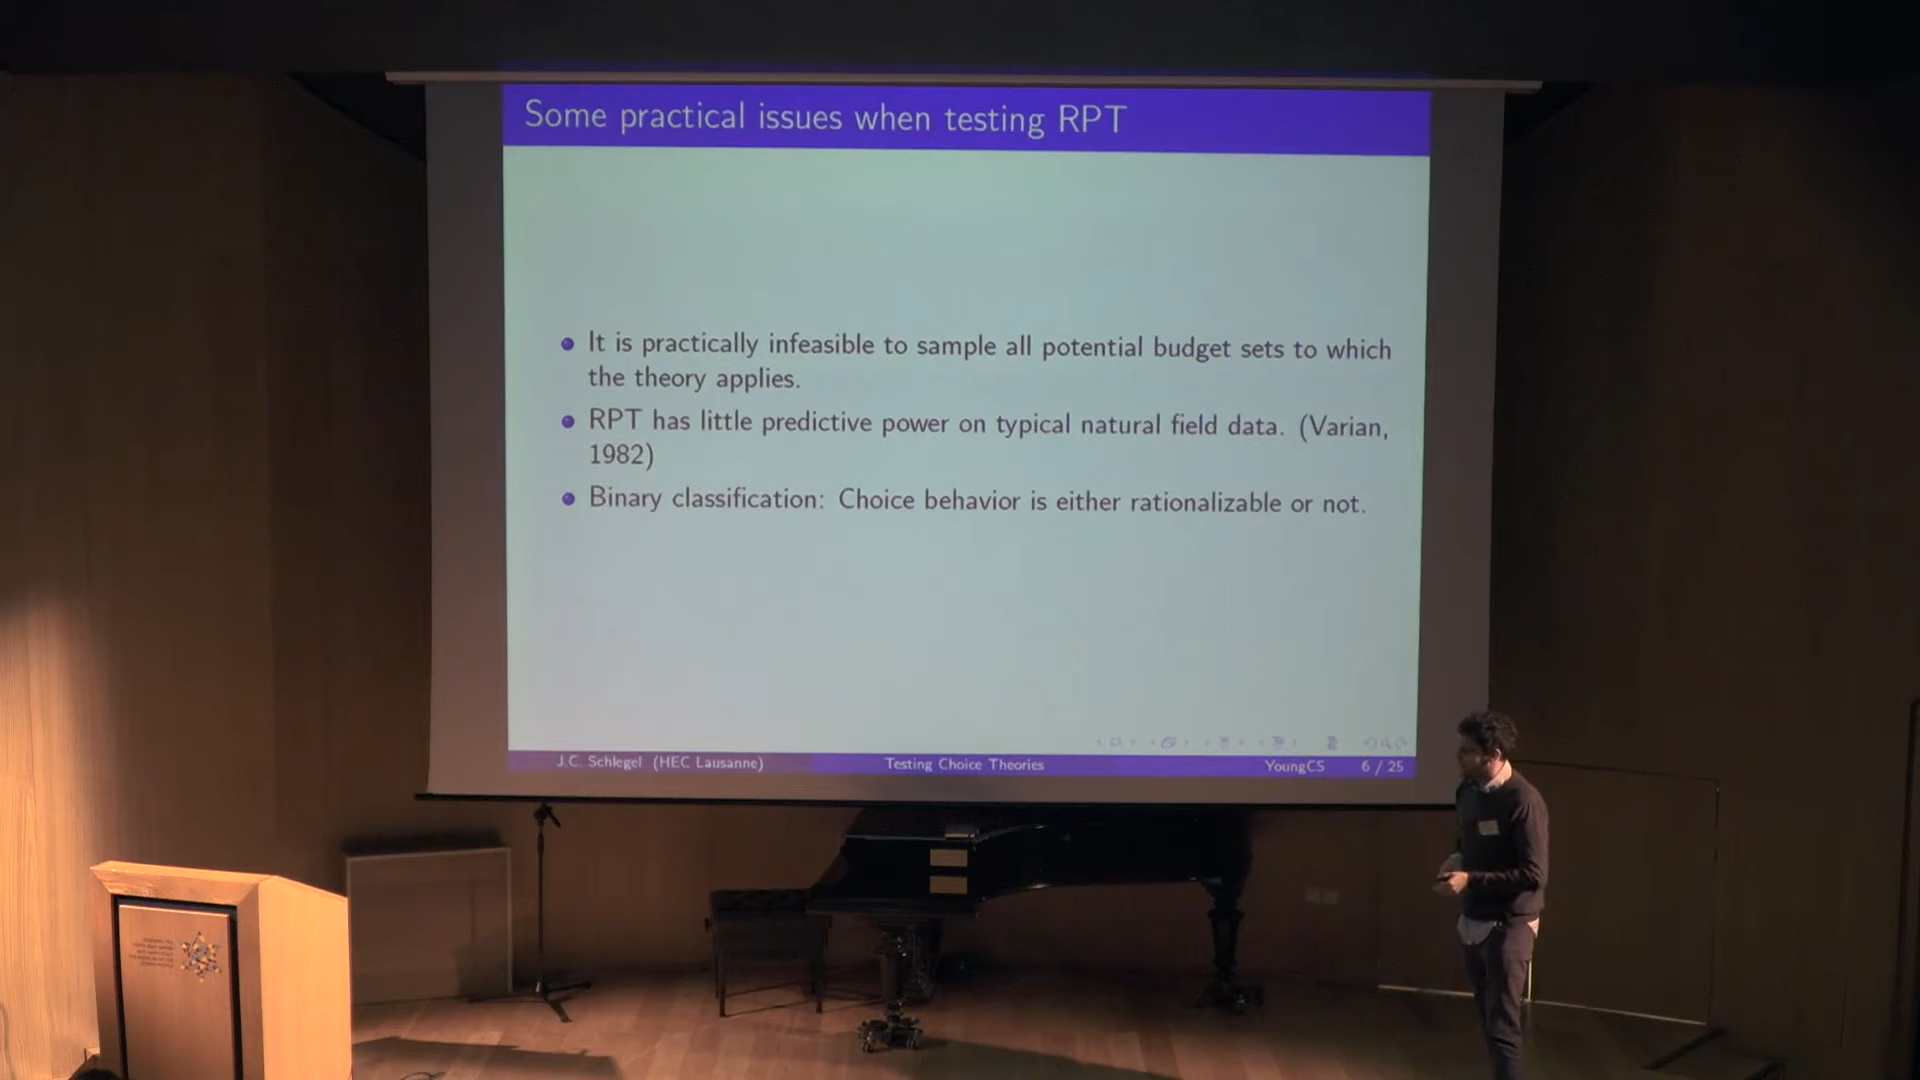 Some practical issues when testing RPT
It is practically infeasible to sample all potential budget sets to which
the theory applies.
RPT has little predictive power on typical natural field data. (Varian,
1982)
Binary classification: Choice behavior is either rationalizable or not.
J.C. Schlegel (HEC Lausanne) Testing Choice Theories YoungCS 6 / 25